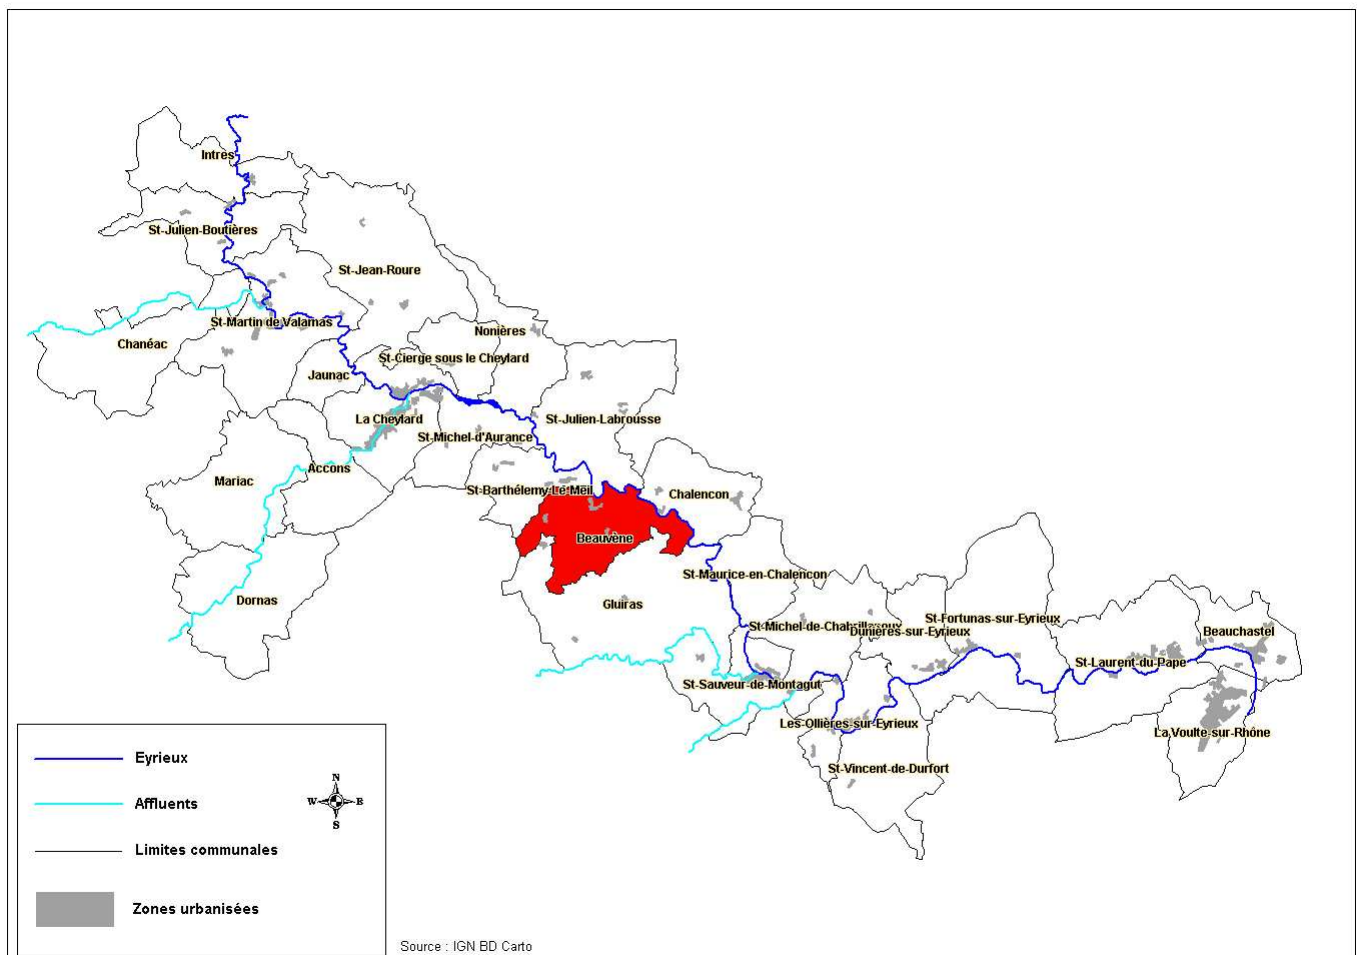 Intres
St-Julien-Boutières
St-Jean-Roure
St-Martin de Valamas
Chanéac
Nonières
St-Cierge sous le Cheylard
Jaunac
La Cheylard
St-Julien-Labrousse
St-Michel-d'Aurance
Accons
Mariac
St-Barthélemy-Le-Meil
Chalencon
Beauvène
St-Maurice-en-Chalencon
Dornas
Gluiras
St-Fortunas-sur-Eyrieux
Dunières-sur-Eyrieux
Beauchastel
St-Laurent-du-Pape
St-Sauveur-de-Montagut
Les-Ollières-sur-Eyrieux
La Voulte-sur-Rhône
St-Vincent-de-Durfort
Eyrieux
Affluents
N
W E
S
Limites communales
Zones urbanisées
Source : IGN BD Carto